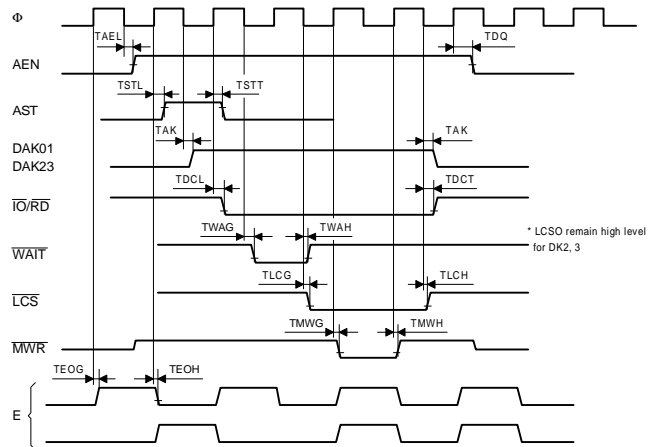 Φ
TAEL
TDQ
AEN
TSTL
TSTT
AST
TAK
TAK
DAK01
DAK23
TDCL
TDCT
IO/RD
TWAG
TWAH
* LCSO remain high level
for DK2, 3
WAIT
TLCG
TLCH
LCS
TMWG
TMWH
MWR
TEOG
TEOH
E {